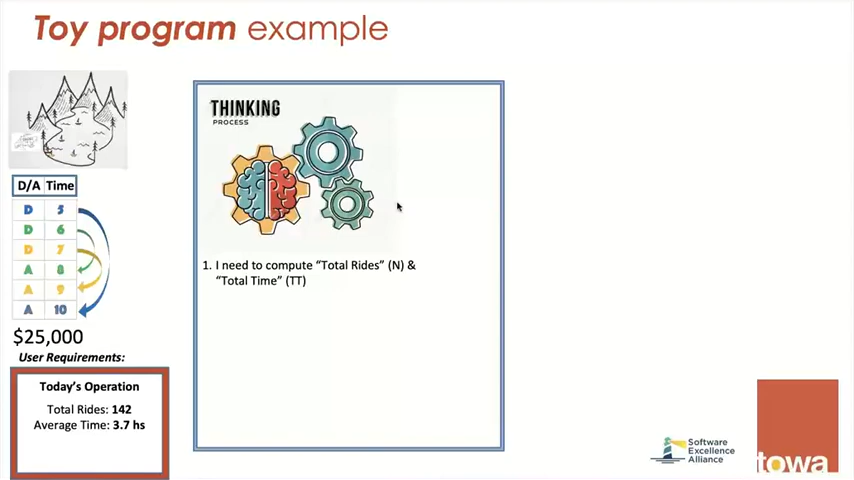 Toy program example
THINKING
PROCESS
D/A Time
D 5
D 6
D 7
A 8
A 9
A 10
$25,000
User Requirements:
Today's Operation
Total Rides: 142
Average Time: 3.7 hs
1. I need to compute “Total Rides” (N) &
“Total Time” (TT)
Software
Excellence
Alliance
towa